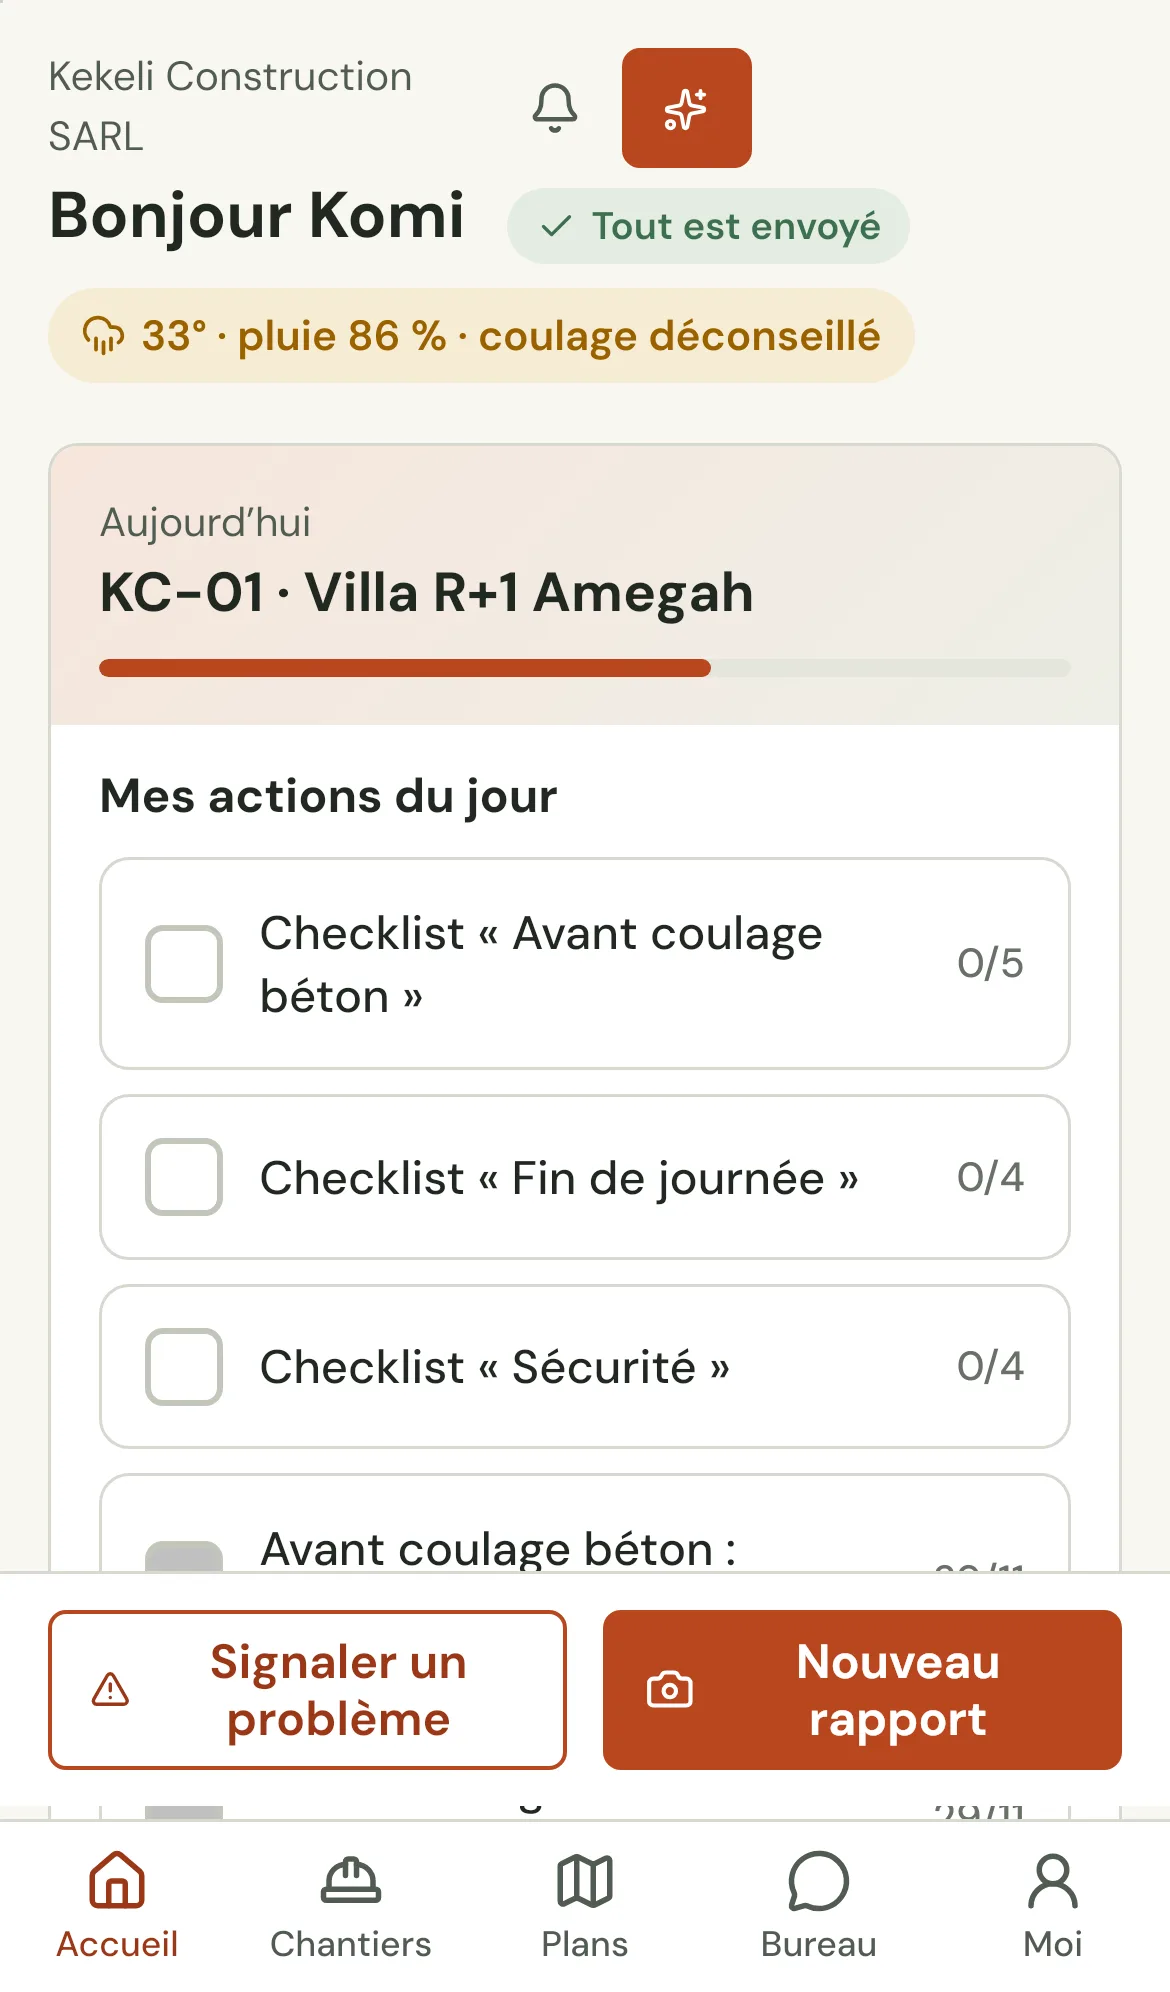 Kekeli Construction
SARL
Bonjour Komi
Tout est envoyé
33° · pluie 86 % · coulage déconseillé
Aujourd’hui
KC-01 · Villa R+1 Amegah
Mes actions du jour
Checklist « Avant coulage
béton »
0/5
Checklist « Fin de journée »
0/4
Checklist « Sécurité »
0/4
Avant coulage béton :
Signaler un
problème
Nouveau
rapport
29/11
Accueil
Chantiers
Plans
Bureau
Moi